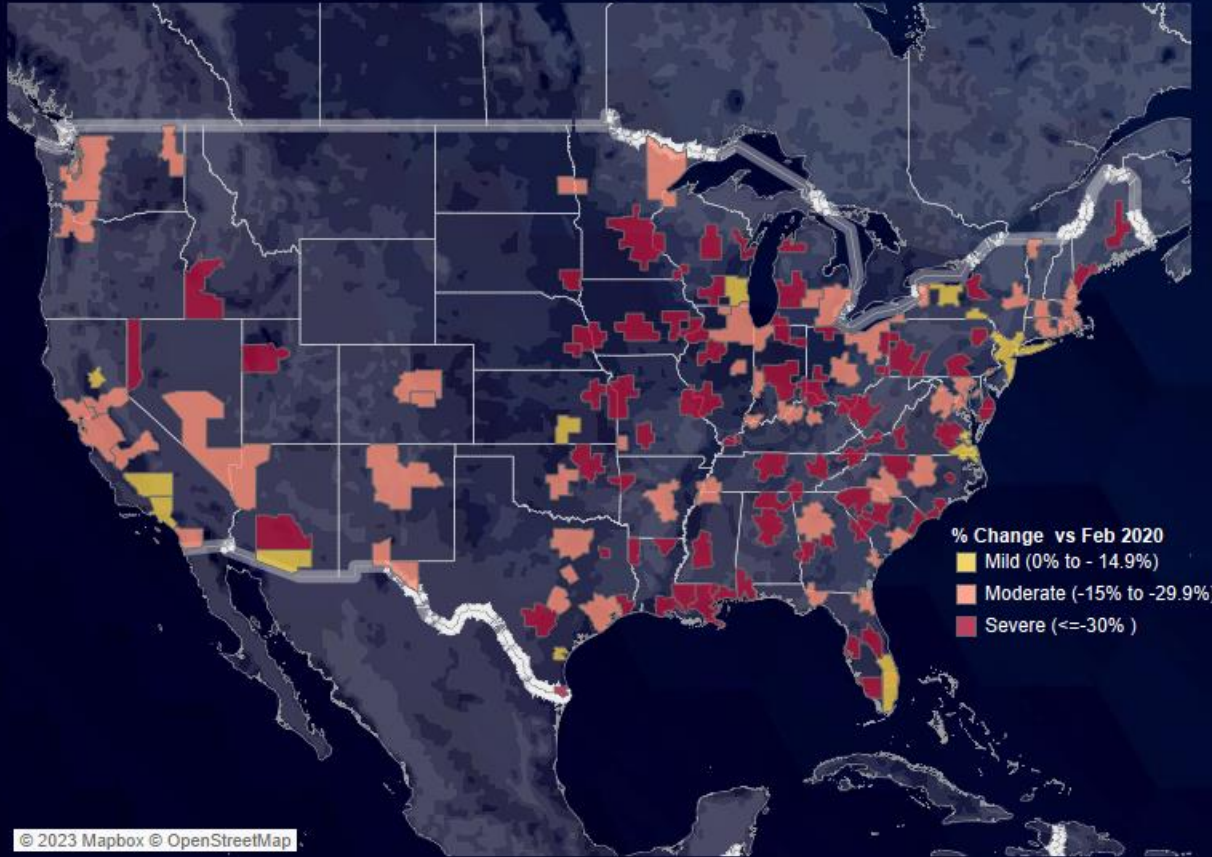 % Change vs Feb 2020
Mild (0% to - 14.9%)
Moderate (-15% to -29.9%)
Severe (<=-30% )
© 2023 Mapbox © OpenStreetMap